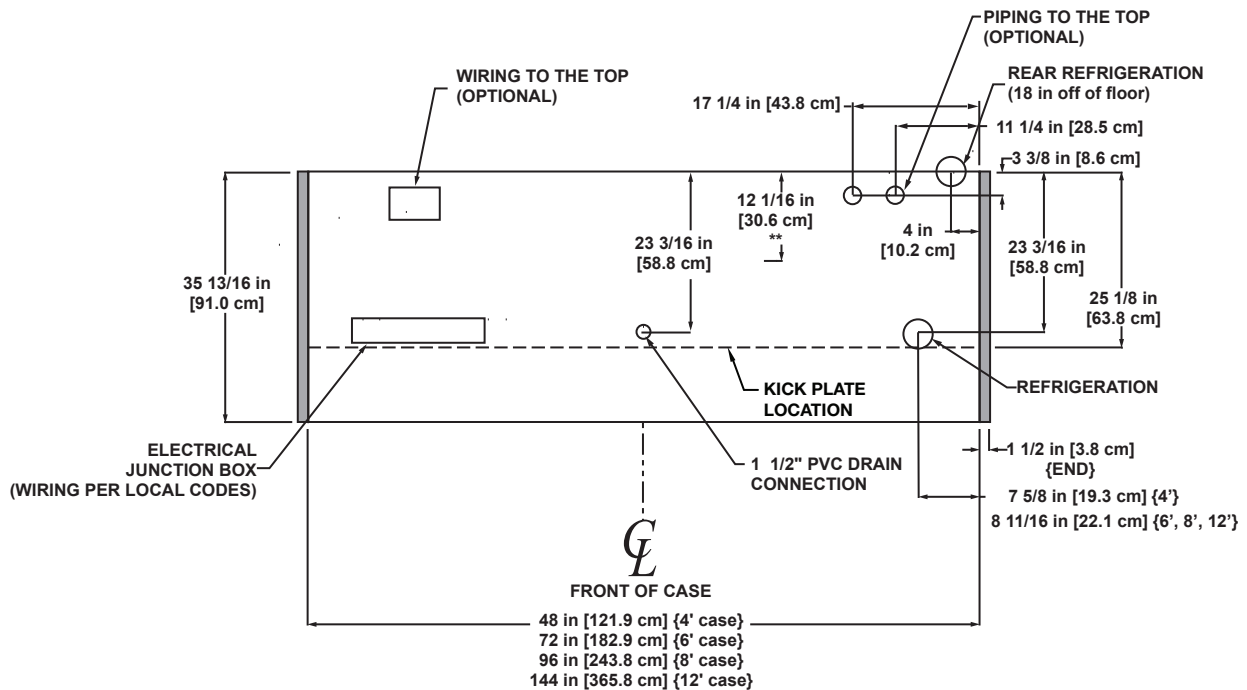 PIPING TO THE TOP
(OPTIONAL)
WIRING TO THE TOP
(OPTIONAL)
REAR REFRIGERATION
(18 in off of floor)
17 1/4 in [43.8 cm]
11 1/4 in [28.5 cm]
3 3/8 in [8.6 cm]
12 1/16 in
[30.6 cm]
**
4 in
[10.2 cm]
23 3/16 in
[58.8 cm]
23 3/16 in
[58.8 cm]
35 13/16 in
[91.0 cm]
25 1/8 in
[63.8 cm]
KICK PLATE
LOCATION
REFRIGERATION
ELECTRICAL
JUNCTION BOX
(WIRING PER LOCAL CODES)
1 1/2" PVC DRAIN
CONNECTION
1 1/2 in [3.8 cm]
{END}
7 5/8 in [19.3 cm] {4’}
8 11/16 in [22.1 cm] {6’, 8’, 12’}
CL
FRONT OF CASE
48 in [121.9 cm] {4' case}
72 in [182.9 cm] {6' case}
96 in [243.8 cm] {8' case}
144 in [365.8 cm] {12' case}